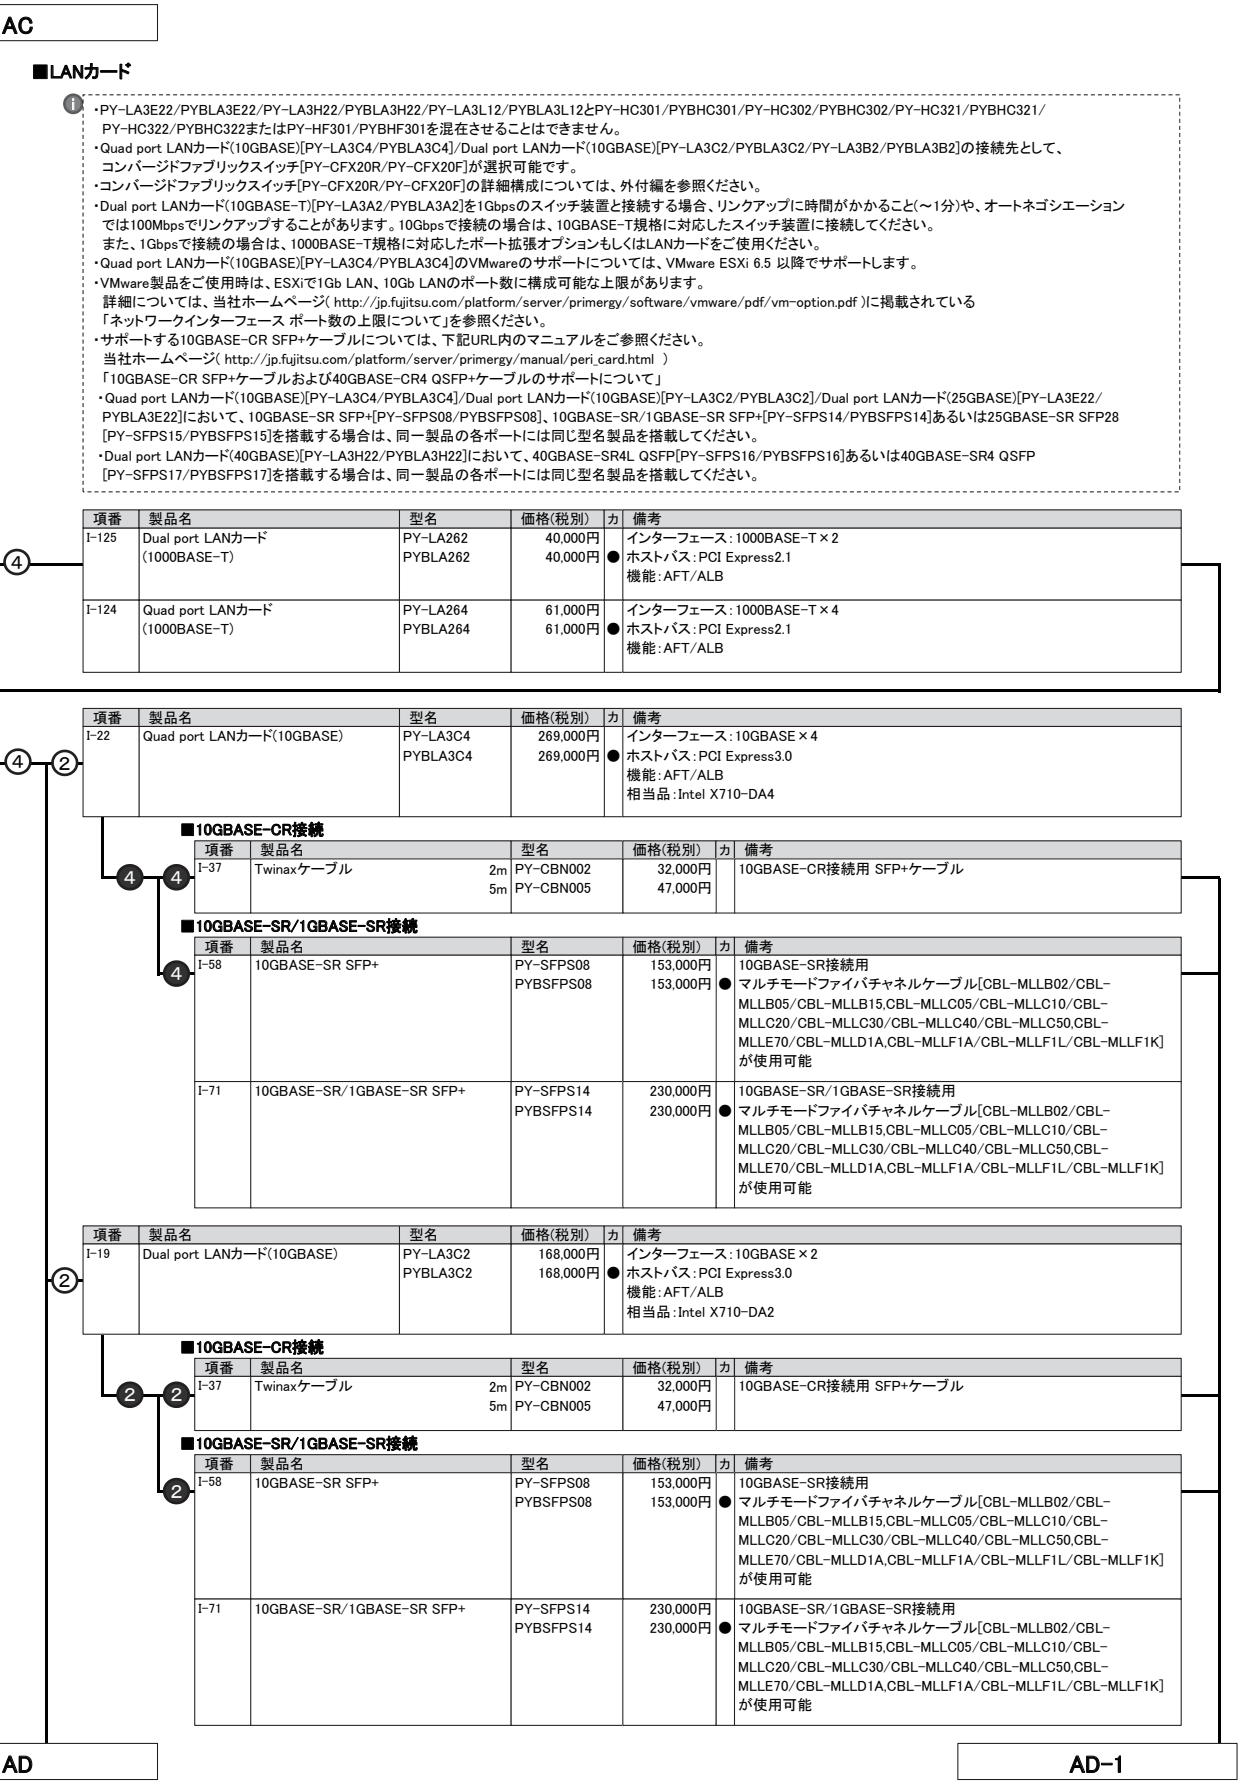 AC
■LANカード
i
・PY-LA3E22/PYBLA3E22/PY-LA3H22/PYBLA3H22/PY-LA3L12/PYBLA3L12とPY-HC301/PYBHC301/PY-HC302/PYBHC302/PY-HC321/PYBHC321/
PY-HC322/PYBHC322またはPY-HF301/PYBHF301を混在させることはできません。
・Quad port LANカード(10GBASE)[PY-LA3C4/PYBLA3C4]/Dual port LANカード(10GBASE)[PY-LA3C2/PYBLA3C2/PY-LA3B2/PYBLA3B2]の接続先として、
コンバージドファブリックスイッチ[PY-CFX20R/PY-CFX20F]が選択可能です。
・コンバージドファブリックスイッチ[PY-CFX20R/PY-CFX20F]の詳細構成については、外付編を参照ください。
・Dual port LANカード(10GBASE-T)[PY-LA3A2/PYBLA3A2]を1Gbpsのスイッチ装置と接続する場合、リンクアップに時間がかかること(～1分)や、オートネゴシエーション
では100Mbpsでリンクアップすることがあります。10Gbpsで接続の場合は、10GBASE-T規格に対応したスイッチ装置に接続してください。
また、1Gbpsで接続の場合は、1000BASE-T規格に対応したポート拡張オプションもしくはLANカードをご使用ください。
・Quad port LANカード(10GBASE)[PY-LA3C4/PYBLA3C4]のVMwareのサポートについては、VMware ESXi 6.5 以降でサポートします。
・VMware製品をご使用時は、ESXiで1Gb LAN、10Gb LANのポート数に構成可能な上限があります。
詳細については、当社ホームページ( http://jp.fujitsu.com/platform/server/primergy/software/vmware/pdf/vm-option.pdf )に掲載されている
「ネットワークインターフェース ポート数の上限について」を参照ください。
・サポートする10GBASE-CR SFP+ケーブルについては、下記URL内のマニュアルをご参照ください。
当社ホームページ( http://jp.fujitsu.com/platform/server/primergy/manual/peri_card.html )
「10GBASE-CR SFP+ケーブルおよび40GBASE-CR4 QSFP+ケーブルのサポートについて」
・Quad port LANカード(10GBASE)[PY-LA3C4/PYBLA3C4]/Dual port LANカード(10GBASE)[PY-LA3C2/PYBLA3C2]/Dual port LANカード(25GBASE)[PY-LA3E22/
PYBLA3E22]において、10GBASE-SR SFP+[PY-SFPS08/PYBSFPS08]、10GBASE-SR/1GBASE-SR SFP+[PY-SFPS14/PYBSFPS14]あるいは25GBASE-SR SFP28
[PY-SFPS15/PYBSFPS15]を搭載する場合は、同一製品の各ポートには同じ型名製品を搭載してください。
・Dual port LANカード(40GBASE)[PY-LA3H22/PYBLA3H22]において、40GBASE-SR4L QSFP[PY-SFPS16/PYBSFPS16]あるいは40GBASE-SR4 QSFP
[PY-SFPS17/PYBSFPS17]を搭載する場合は、同一製品の各ポートには同じ型名製品を搭載してください。
項番 製品名 型名 価格(税別) カ 備考
I-125 Dual port LANカード PY-LA262 40,000円 インターフェース：1000BASE-T×2
④ (1000BASE-T) PYBLA262 40,000円 ● ホストバス：PCI Express2.1
機能：AFT/ALB
I-124 Quad port LANカード PY-LA264 61,000円 インターフェース：1000BASE-T×4
(1000BASE-T) PYBLA264 61,000円 ● ホストバス：PCI Express2.1
機能：AFT/ALB
項番 製品名 型名 価格(税別) カ 備考
I-22 Quad port LANカード(10GBASE) PY-LA3C4 269,000円 インターフェース：10GBASE×4
④ ② PYBLA3C4 269,000円 ● ホストバス：PCI Express3.0
機能：AFT/ALB
相当品：Intel X710-DA4
■10GBASE-CR接続
項番 製品名 型名 価格(税別) カ 備考
❹ ❹ I-37 Twinaxケーブル 2m PY-CBN002 32,000円 10GBASE-CR接続用 SFP+ケーブル
5m PY-CBN005 47,000円
■10GBASE-SR/1GBASE-SR接続
項番 製品名 型名 価格(税別) カ 備考
❹ I-58 10GBASE-SR SFP+ PY-SFPS08 153,000円 10GBASE-SR接続用
PYBSFPS08 153,000円 ● マルチモードファイバチャネルケーブル[CBL-MLLB02/CBL-
MLLB05/CBL-MLLB15,CBL-MLLC05/CBL-MLLC10/CBL-
MLLC20/CBL-MLLC30/CBL-MLLC40/CBL-MLLC50,CBL-
MLLE70/CBL-MLLD1A,CBL-MLLF1A/CBL-MLLF1L/CBL-MLLF1K]
が使用可能
I-71 10GBASE-SR/1GBASE-SR SFP+ PY-SFPS14 230,000円 10GBASE-SR/1GBASE-SR接続用
PYBSFPS14 230,000円 ● マルチモードファイバチャネルケーブル[CBL-MLLB02/CBL-
MLLB05/CBL-MLLB15,CBL-MLLC05/CBL-MLLC10/CBL-
MLLC20/CBL-MLLC30/CBL-MLLC40/CBL-MLLC50,CBL-
MLLE70/CBL-MLLD1A,CBL-MLLF1A/CBL-MLLF1L/CBL-MLLF1K]
が使用可能
項番 製品名 型名 価格(税別) カ 備考
I-19 Dual port LANカード(10GBASE) PY-LA3C2 168,000円 インターフェース：10GBASE×2
② PYBLA3C2 168,000円 ● ホストバス：PCI Express3.0
機能：AFT/ALB
相当品：Intel X710-DA2
■10GBASE-CR接続
項番 製品名 型名 価格(税別) カ 備考
❷ ❷ I-37 Twinaxケーブル 2m PY-CBN002 32,000円 10GBASE-CR接続用 SFP+ケーブル
5m PY-CBN005 47,000円
■10GBASE-SR/1GBASE-SR接続
項番 製品名 型名 価格(税別) カ 備考
❷ I-58 10GBASE-SR SFP+ PY-SFPS08 153,000円 10GBASE-SR接続用
PYBSFPS08 153,000円 ● マルチモードファイバチャネルケーブル[CBL-MLLB02/CBL-
MLLB05/CBL-MLLB15,CBL-MLLC05/CBL-MLLC10/CBL-
MLLC20/CBL-MLLC30/CBL-MLLC40/CBL-MLLC50,CBL-
MLLE70/CBL-MLLD1A,CBL-MLLF1A/CBL-MLLF1L/CBL-MLLF1K]
が使用可能
I-71 10GBASE-SR/1GBASE-SR SFP+ PY-SFPS14 230,000円 10GBASE-SR/1GBASE-SR接続用
PYBSFPS14 230,000円 ● マルチモードファイバチャネルケーブル[CBL-MLLB02/CBL-
MLLB05/CBL-MLLB15,CBL-MLLC05/CBL-MLLC10/CBL-
MLLC20/CBL-MLLC30/CBL-MLLC40/CBL-MLLC50,CBL-
MLLE70/CBL-MLLD1A,CBL-MLLF1A/CBL-MLLF1L/CBL-MLLF1K]
が使用可能
AD AD-1